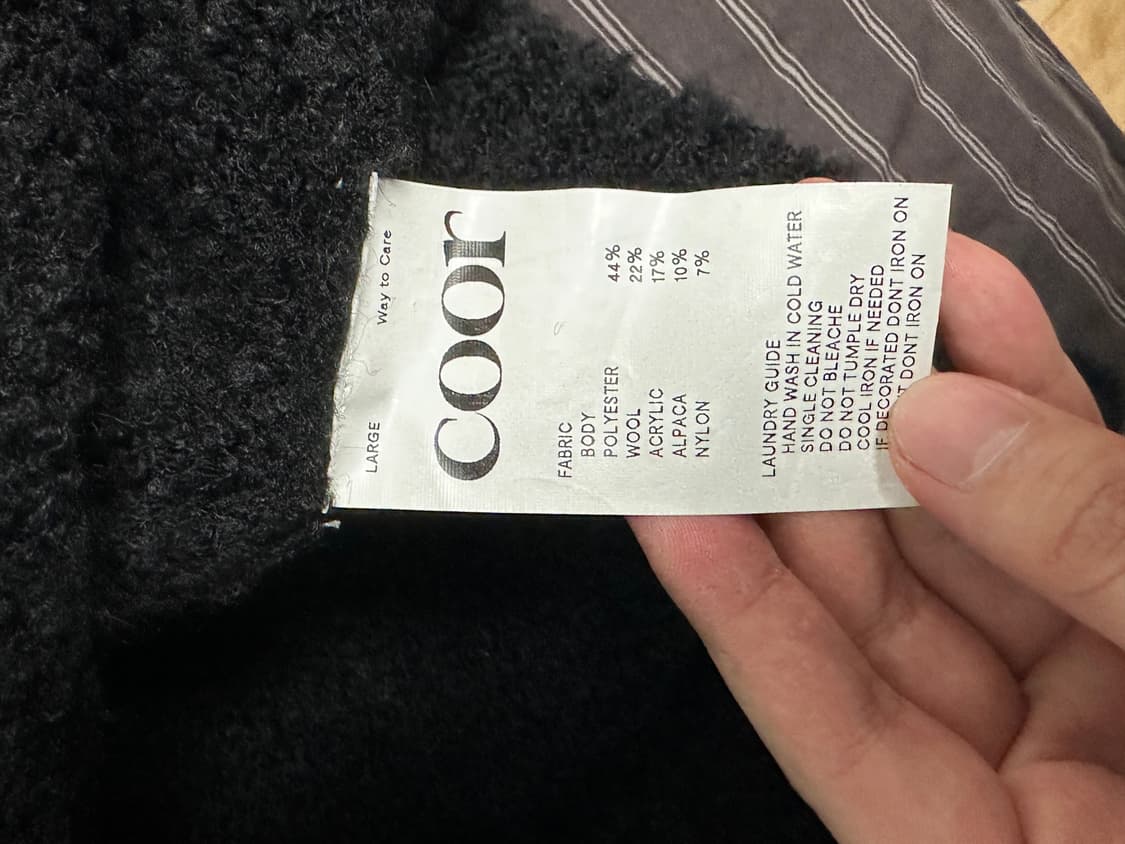 LARGE Way to Care
coor
FABRIC
BODY
POLYESTER 44%
WOOL 22%
ACRYLIC 17%
ALPACA 10%
NYLON 7%
LAUNDRY GUIDE
HAND WASH IN COLD WATER
SINGLE CLEANING
DO NOT BLEACHE
DO NOT TUMPLE DRY
COOL IRON IF NEEDED
IF DECORATED DONT IRON ON
DONT IRON ON